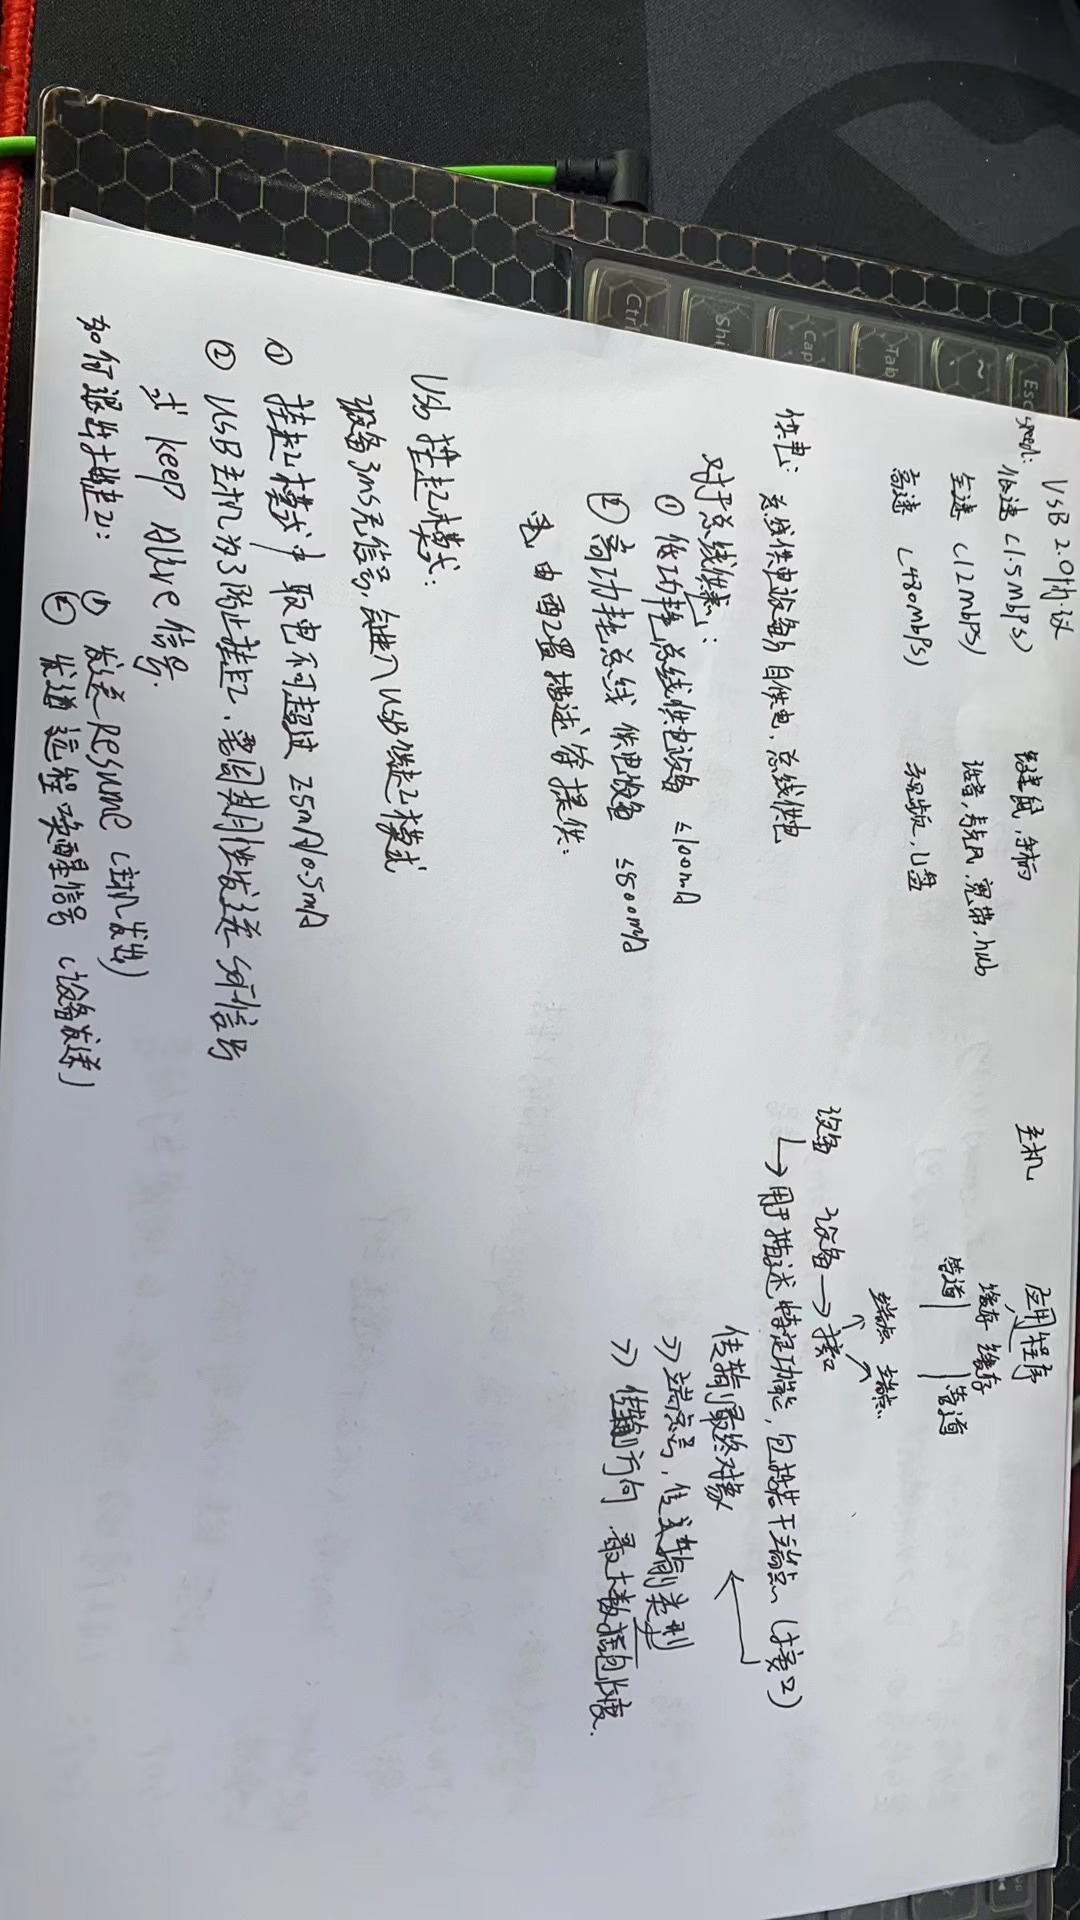 USB 2.0协议
speed:
低速 (1.5mbps) 键鼠,手柄
全速 (12mbps) 语音,麦克风,宽带,hub
高速 (480mbps) 视频,U盘
供电:
总线供电设备分 自供电,总线供电
对于总线供电:
① 低功耗总线供电设备 ≤100mA
② 高功耗总线供电设备 ≤500mA
由配置描述符提供.
Usb 挂起模式:
设备3ms无信号,会进入USB挂起模式
① 挂起模式中 取电不可超过 2.5mA/0.5mA
② USB主机为了防止挂起,需周期性发送 SOF信号
或 keep Alive 信号.
如何退出挂起: ① 发送 Resume (主机发出)
② 发送 远程唤醒信号 (设备发送)
主机 应用程序
缓存 缓存
管道 管道
端点 端点
设备 设备→接口
用于描述特定功能,包括若干端点 (接口)
传输最终对象
>> 端点号,传输类型
>> 传输方向 最大数据包长度.
Esc
~
Tab
Cap
Shi
Ctrl